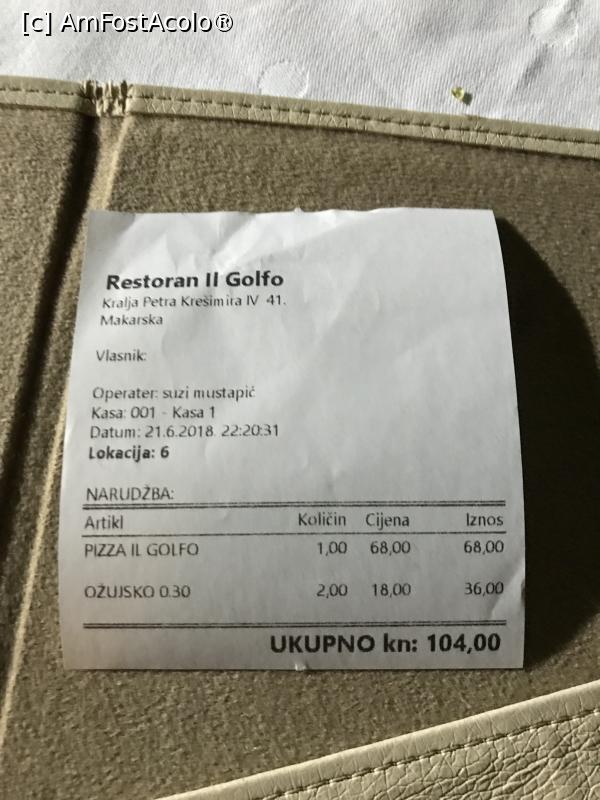 [c] AmFostAcolo®
Restoran Il Golfo
Kralja Petra Krešimira IV 41.
Makarska
Vlasnik:
Operater: suzi mustapić
Kasa: 001 - Kasa 1
Datum: 21.6.2018. 22:20:31
Lokacija: 6
NARUDŽBA:
Artikl Količin Cijena Iznos
PIZZA IL GOLFO 1,00 68,00 68,00
OŽUJSKO 0.30 2,00 18,00 36,00
UKUPNO kn: 104,00